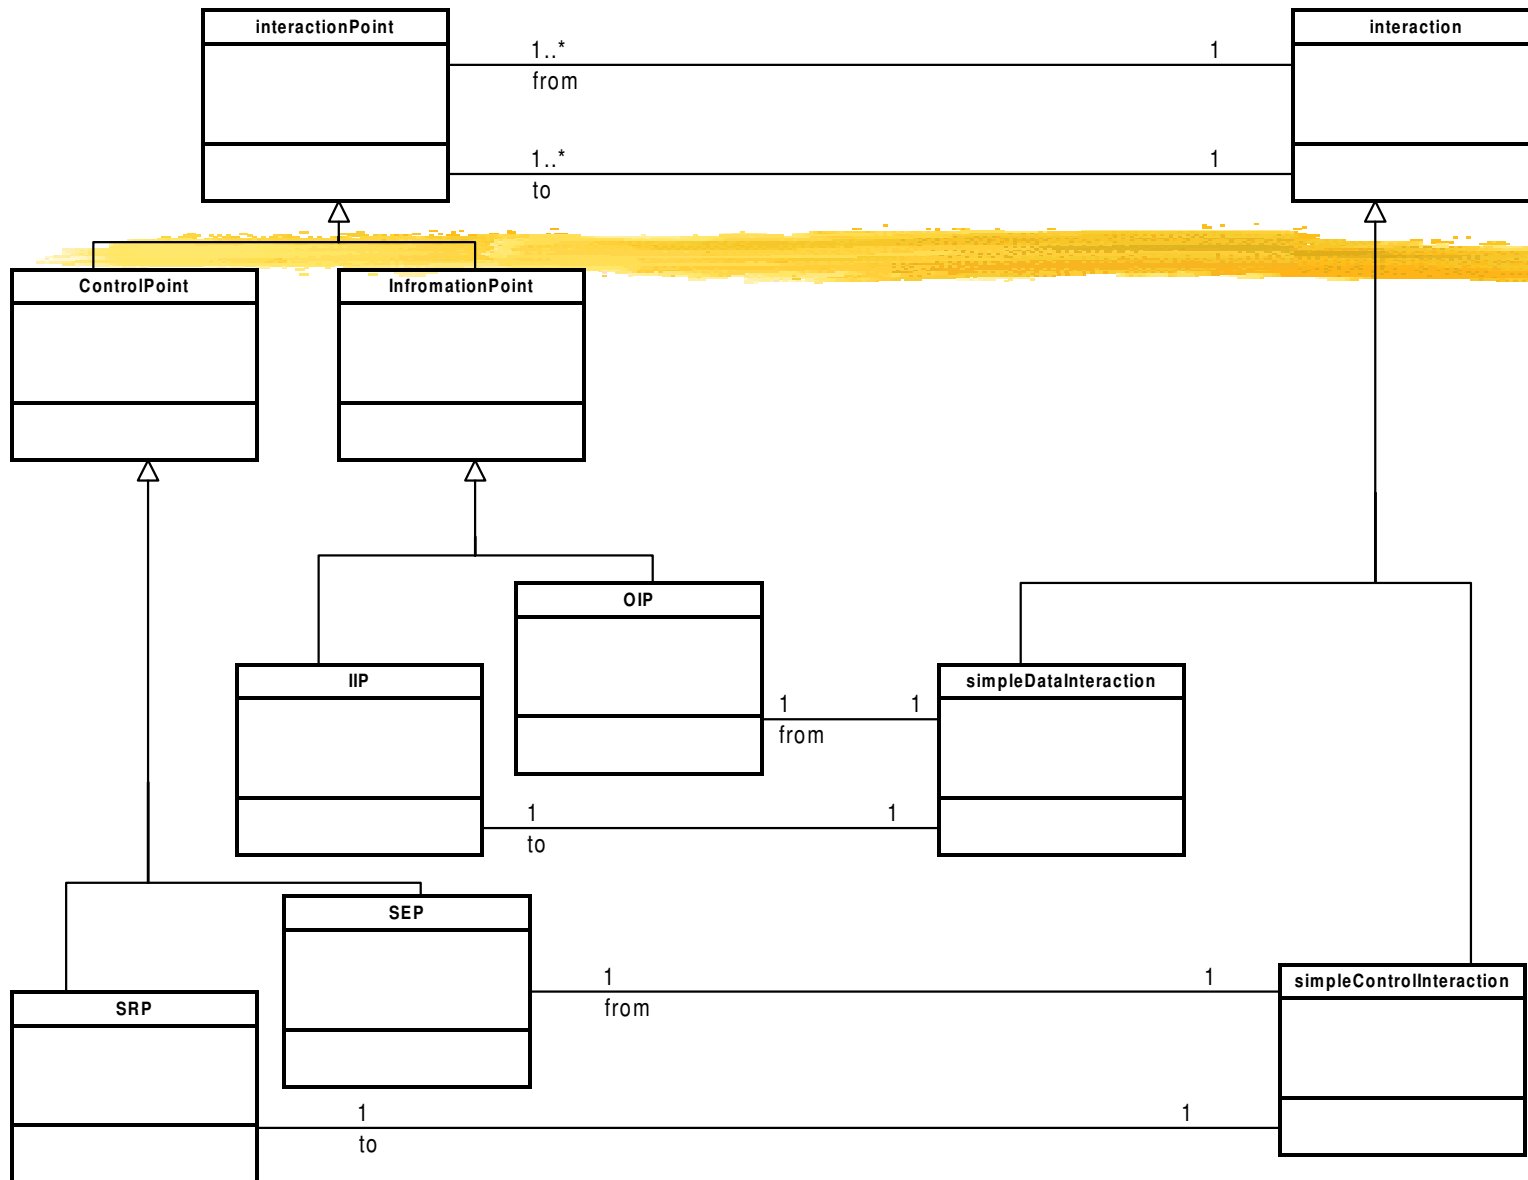 interactionPoint
interaction
1..*
1
from
1..*
1
to
ControlPoint
InfromationPoint
OIP
IIP
simpleDataInteraction
1
1
from
1
1
to
SEP
simpleControlInteraction
1
1
from
SRP
1
1
to